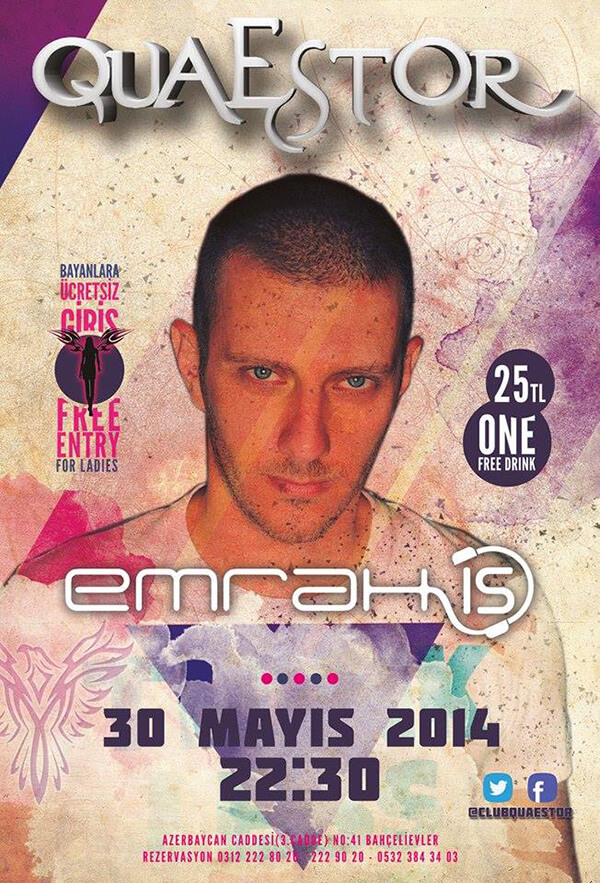 QUAESTOR
BAYANLARA
ÜCRETSİZ
GİRİŞ
FREE
ENTRY
FOR LADIES
25TL
ONE
FREE DRINK
emrah is
30 MAYIS 2014
22:30
@CLUBQUAESTOR
AZERBAYCAN CADDESİ(3.CADDE) NO:41 BAHÇELİEVLER
REZERVASYON 0312 222 80 20 - 222 90 20 - 0532 384 34 03